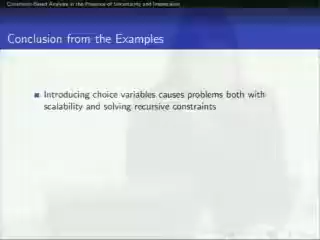 Constraint-Based Analysis in the Presence of Uncertainty and Imprecision
Conclusion from the Examples
Introducing choice variables causes problems both with
scalability and solving recursive constraints